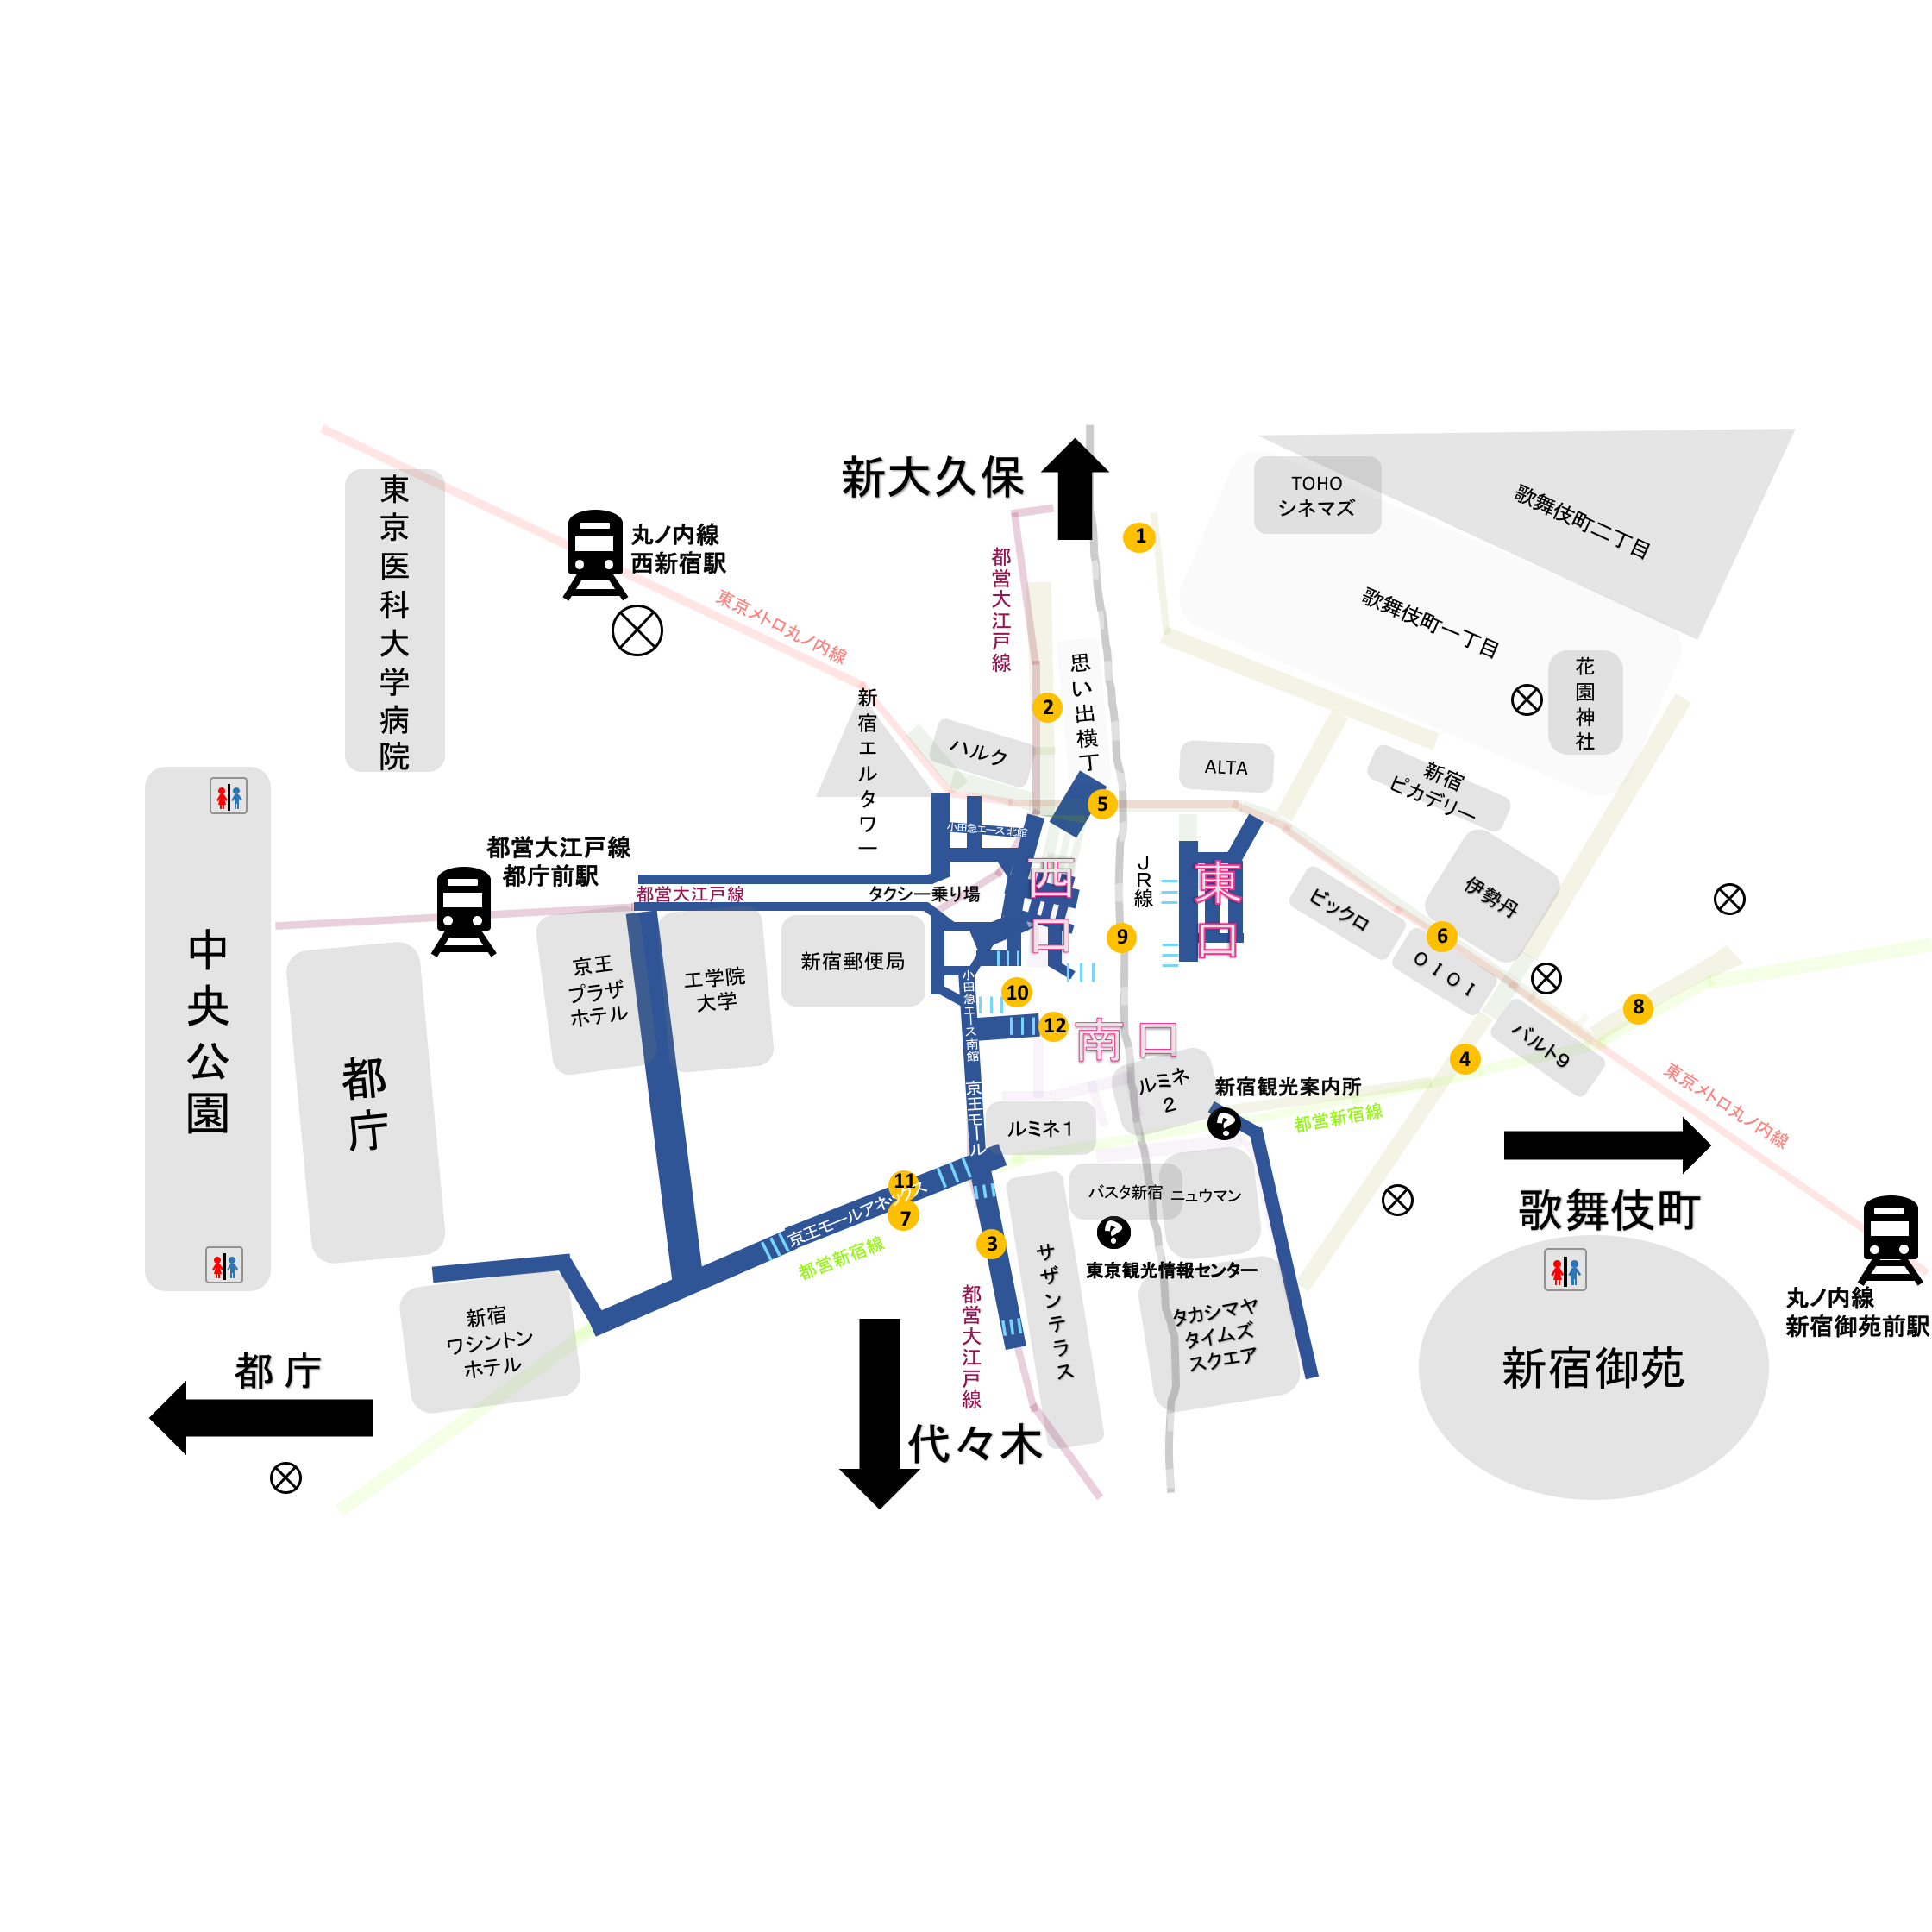 新大久保
1
TOHO
シネマズ
歌舞伎町二丁目
歌舞伎町一丁目
花園神社
東京医科大学病院
丸ノ内線
西新宿駅
東京メトロ丸ノ内線
都営大江戸線
思い出横丁
2
新宿エルタワー
ハルク
ALTA
新宿
ピカデリー
5
小田急エース 北館
西口
JR線
東口
ビックロ
伊勢丹
6
OIOI
都営大江戸線
都庁前駅
都営大江戸線
タクシー乗り場
中央公園
都庁
京王
プラザ
ホテル
工学院
大学
新宿郵便局
9
10
12
小田急エース南館
南口
8
4
バルト9
東京メトロ丸ノ内線
京王モール
ルミネ1
ルミネ
2
新宿観光案内所
都営新宿線
歌舞伎町
11
7
京王モールアネックス
都営新宿線
3
バスタ新宿
ニュウマン
東京観光情報センター
サザンテラス
タカシマヤ
タイムズ
スクエア
都営大江戸線
新宿
ワシントン
ホテル
都庁
代々木
新宿御苑
丸ノ内線
新宿御苑前駅